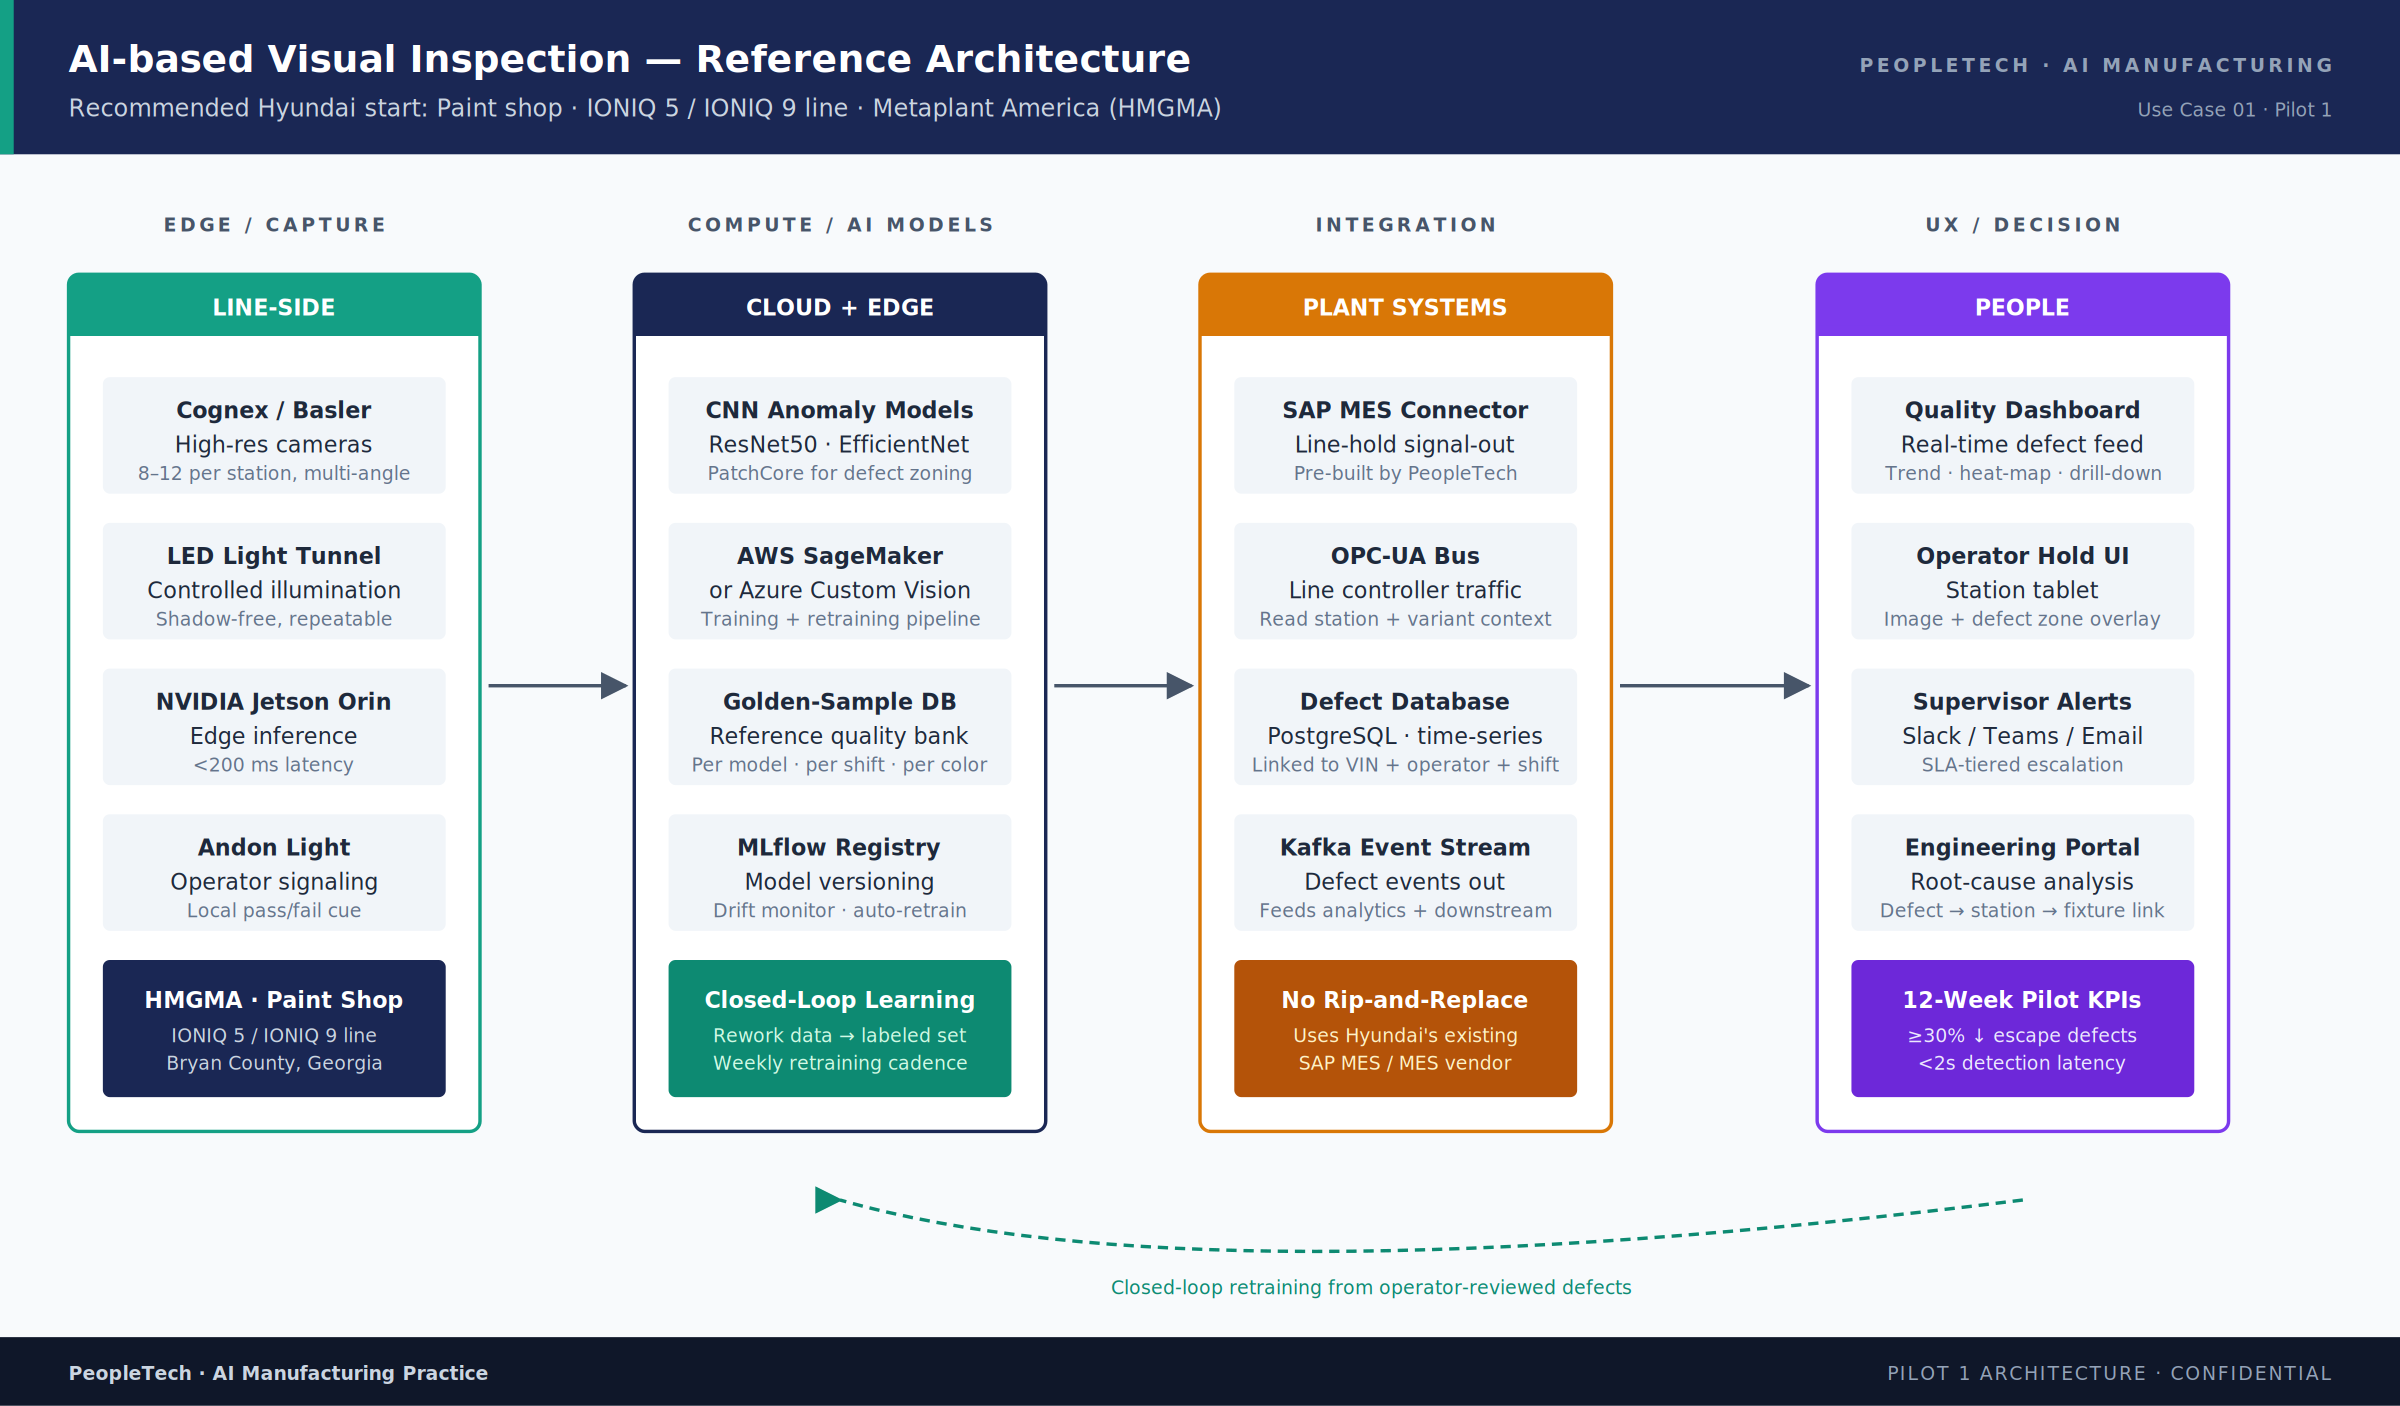 AI-based Visual Inspection — Reference Architecture
Recommended Hyundai start: Paint shop · IONIQ 5 / IONIQ 9 line · Metaplant America (HMGMA)
PEOPLETECH · AI MANUFACTURING
Use Case 01 · Pilot 1
EDGE / CAPTURE
LINE-SIDE
Cognex / Basler
High-res cameras
8–12 per station, multi-angle
LED Light Tunnel
Controlled illumination
Shadow-free, repeatable
NVIDIA Jetson Orin
Edge inference
<200 ms latency
Andon Light
Operator signaling
Local pass/fail cue
HMGMA · Paint Shop
IONIQ 5 / IONIQ 9 line
Bryan County, Georgia
COMPUTE / AI MODELS
CLOUD + EDGE
CNN Anomaly Models
ResNet50 · EfficientNet
PatchCore for defect zoning
AWS SageMaker
or Azure Custom Vision
Training + retraining pipeline
Golden-Sample DB
Reference quality bank
Per model · per shift · per color
MLflow Registry
Model versioning
Drift monitor · auto-retrain
Closed-Loop Learning
Rework data → labeled set
Weekly retraining cadence
INTEGRATION
PLANT SYSTEMS
SAP MES Connector
Line-hold signal-out
Pre-built by PeopleTech
OPC-UA Bus
Line controller traffic
Read station + variant context
Defect Database
PostgreSQL · time-series
Linked to VIN + operator + shift
Kafka Event Stream
Defect events out
Feeds analytics + downstream
No Rip-and-Replace
Uses Hyundai's existing
SAP MES / MES vendor
UX / DECISION
PEOPLE
Quality Dashboard
Real-time defect feed
Trend · heat-map · drill-down
Operator Hold UI
Station tablet
Image + defect zone overlay
Supervisor Alerts
Slack / Teams / Email
SLA-tiered escalation
Engineering Portal
Root-cause analysis
Defect → station → fixture link
12-Week Pilot KPIs
≥30% ↓ escape defects
<2s detection latency
Closed-loop retraining from operator-reviewed defects
PeopleTech · AI Manufacturing Practice
PILOT 1 ARCHITECTURE · CONFIDENTIAL